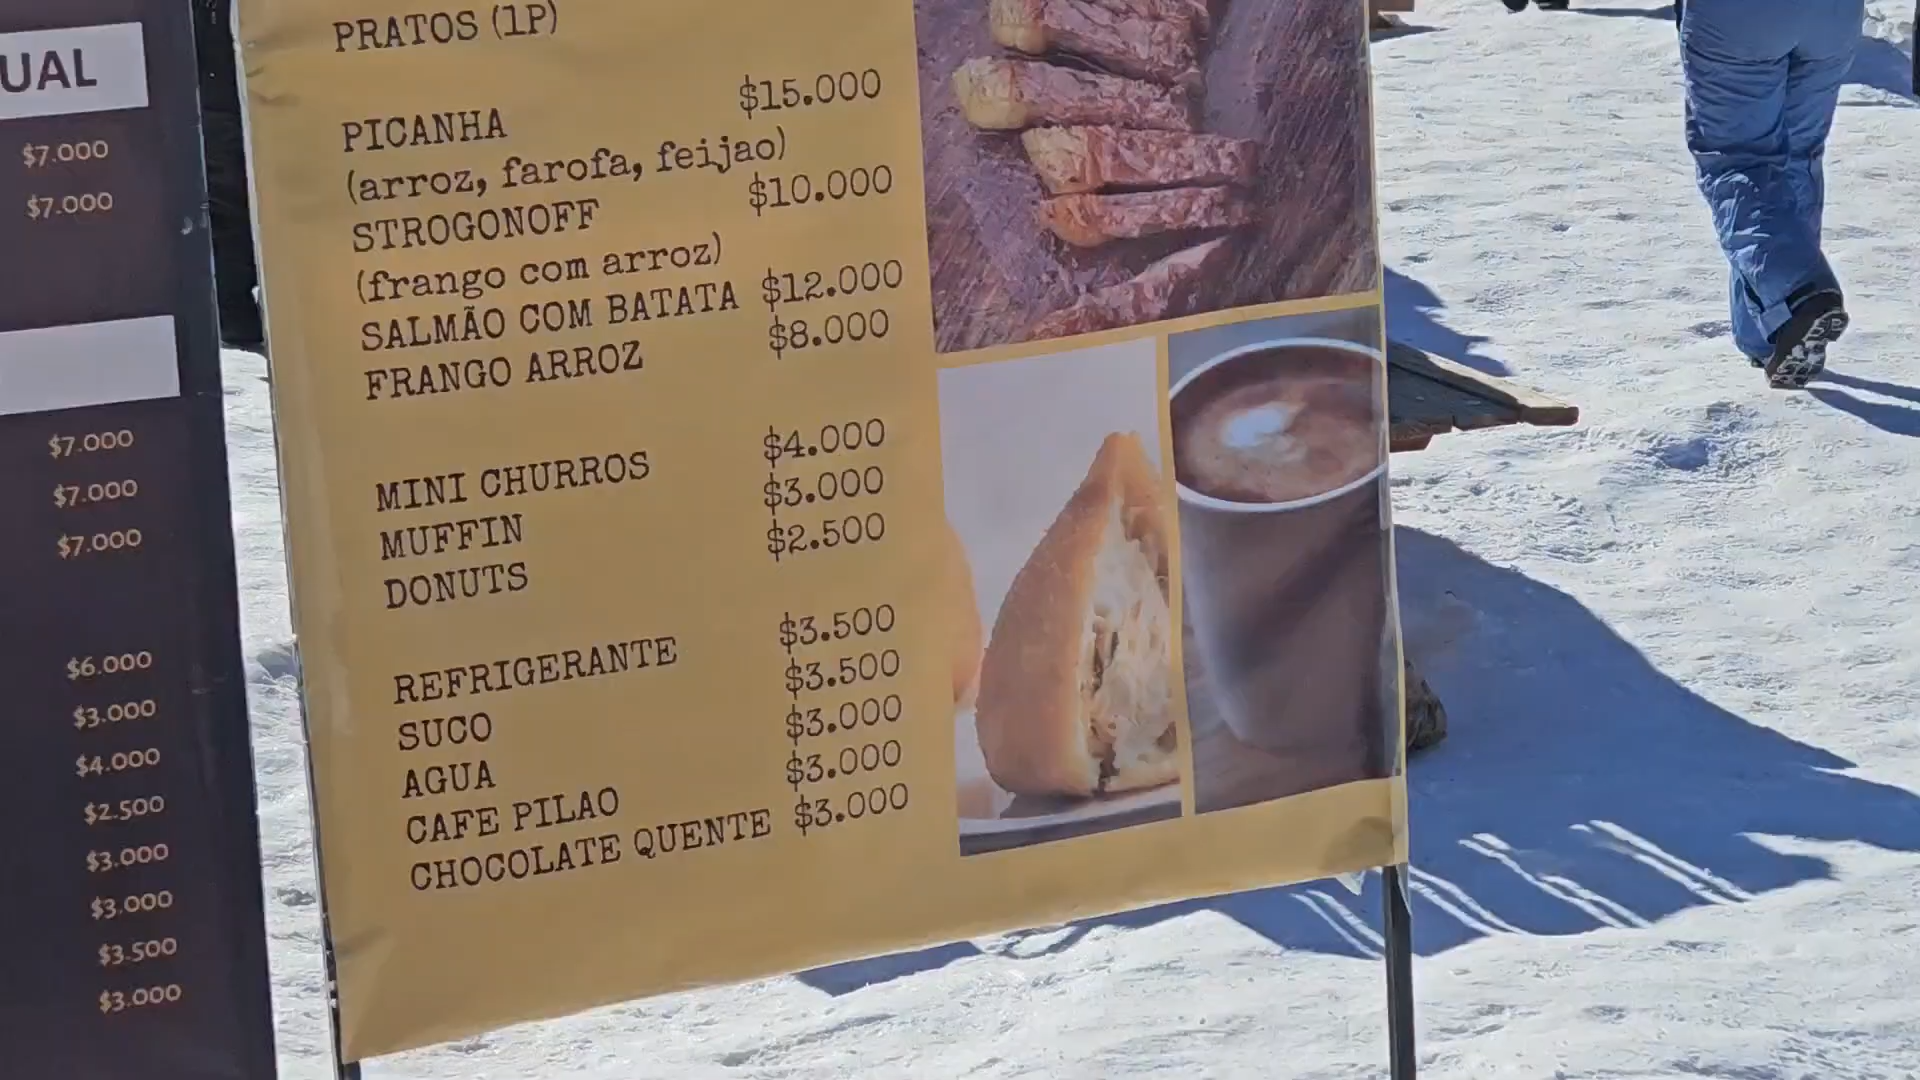 UAL
$7.000
$7.000
$7.000
$7.000
$7.000
$6.000
$3.000
$4.000
$2.500
$3.000
$3.000
$3.500
$3.000
PRATOS (1P)
PICANHA $15.000
(arroz, farofa, feijao)
STROGONOFF $10.000
(frango com arroz)
SALMÃO COM BATATA $12.000
FRANGO ARROZ $8.000
MINI CHURROS $4.000
MUFFIN $3.000
DONUTS $2.500
REFRIGERANTE $3.500
SUCO $3.500
AGUA $3.000
CAFE PILAO $3.000
CHOCOLATE QUENTE $3.000